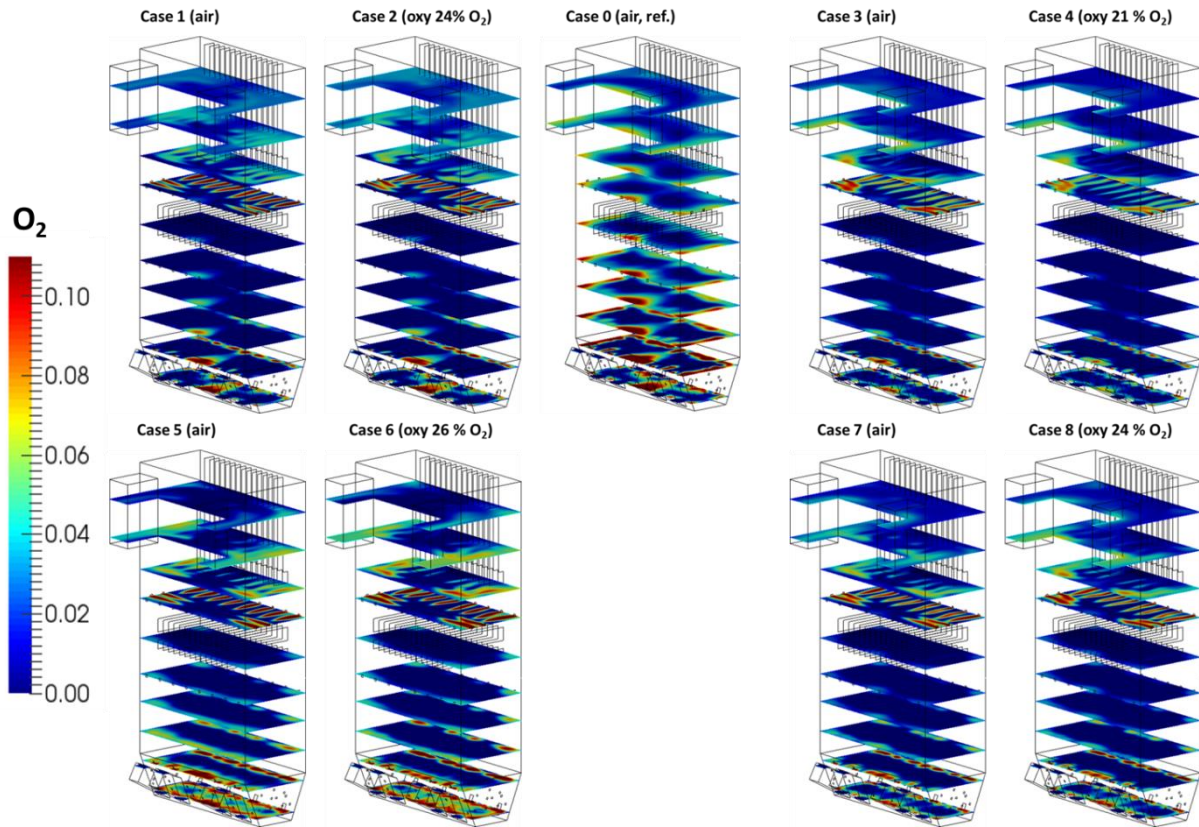 Case 1 (air)
Case 2 (oxy 24% O₂)
Case 0 (air, ref.)
Case 3 (air)
Case 4 (oxy 21 % O₂)
O₂
0.10
0.08
0.06
0.04
0.02
0.00
Case 5 (air)
Case 6 (oxy 26 % O₂)
Case 7 (air)
Case 8 (oxy 24 % O₂)